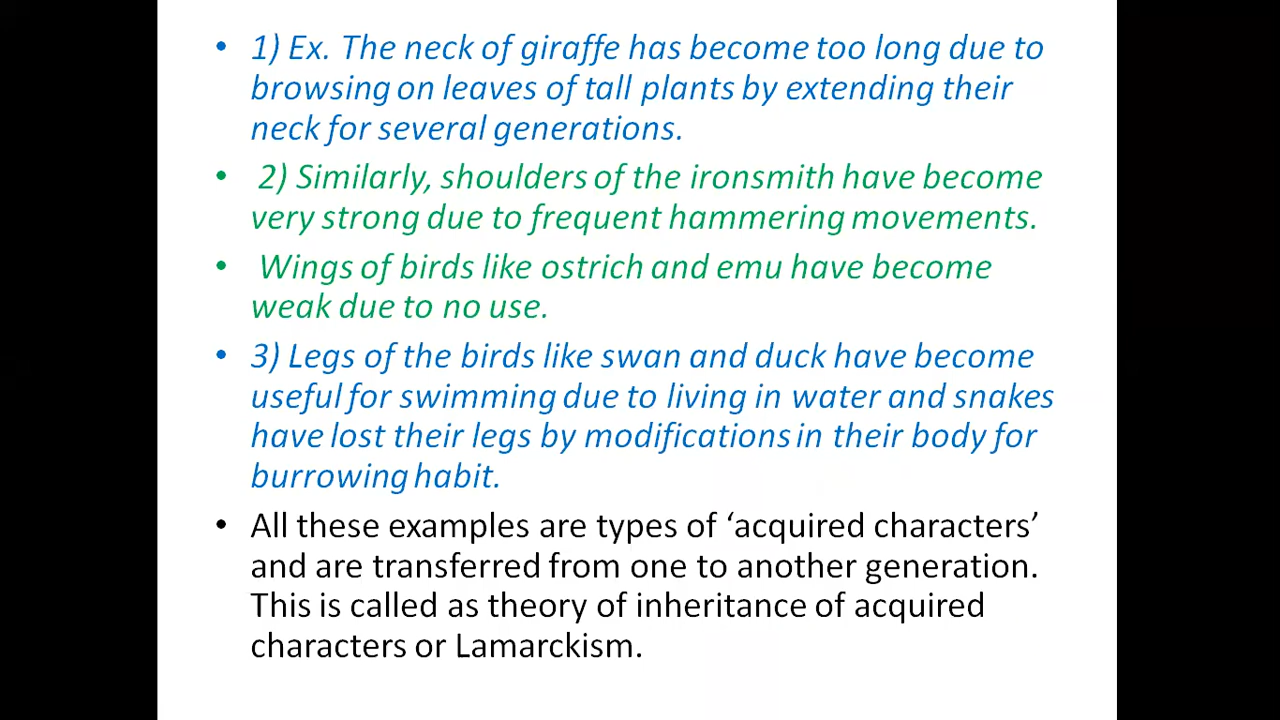 • 1) Ex. The neck of giraffe has become too long due to
browsing on leaves of tall plants by extending their
neck for several generations.
• 2) Similarly, shoulders of the ironsmith have become
very strong due to frequent hammering movements.
• Wings of birds like ostrich and emu have become
weak due to no use.
• 3) Legs of the birds like swan and duck have become
useful for swimming due to living in water and snakes
have lost their legs by modifications in their body for
burrowing habit.
• All these examples are types of ‘acquired characters’
and are transferred from one to another generation.
This is called as theory of inheritance of acquired
characters or Lamarckism.